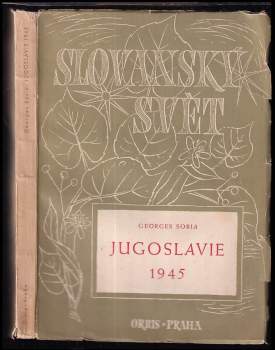 SLOVANSKÝ
SVĚT
GEORGES SORIA
JUGOSLAVIE
1945
ORBIS • PRAHA